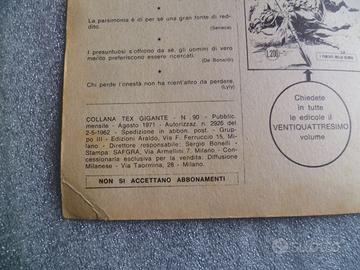 La parsimonia è di per sè una gran fonte di red-
dito.
(Seneca)
I presuntuosi s'offrono da sè, gli uomini di vero
merito preferiscono essere ricercati.
(De Bonald)
Chi perde l'onestà non ha nient'altro da perdere.
(Lyly)
COLLANA TEX GIGANTE - N. 90 - Pubblic.
mensile - Agosto 1971 - Autorizzaz. n. 2926 del
2-5-1962 - Spedizione in abbon. post. - Grup-
po III - Edizioni Araldo, Via F. Ferruccio 15, Mi-
lano - Direttore responsabile: Sergio Bonelli -
Stampa: SAFGRA, Via Armellini 7, Milano - Con-
cessionaria esclusiva per la vendita: Diffusione
Milanese - Via Taormina, 28 - Milano.
NON SI ACCETTANO ABBONAMENTI
L.200
Chiedete
in tutte
le edicole il
VENTIQUATTRESIMO
volume
subito